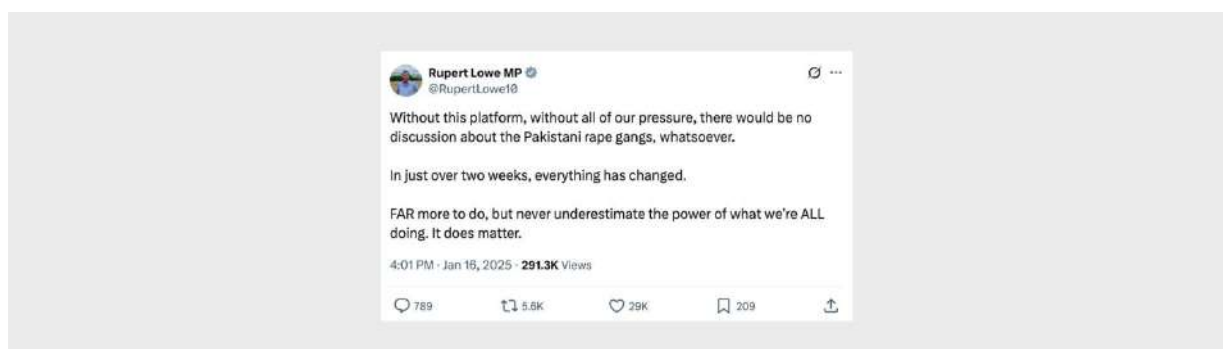 Rupert Lowe MP
@RupertLowe10
Without this platform, without all of our pressure, there would be no
discussion about the Pakistani rape gangs, whatsoever.
In just over two weeks, everything has changed.
FAR more to do, but never underestimate the power of what we're ALL
doing. It does matter.
4:01 PM · Jan 16, 2025 · 291.3K Views
789 5.6K 29K 209